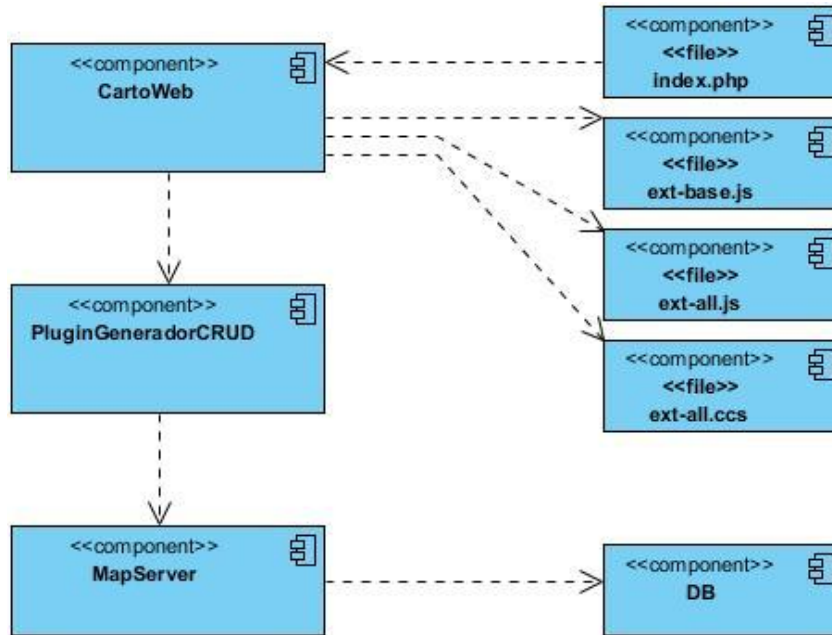 <<component>>
CartoWeb
<<component>>
<<file>>
index.php
<<component>>
<<file>>
ext-base.js
<<component>>
<<file>>
ext-all.js
<<component>>
PluginGeneradorCRUD
<<component>>
<<file>>
ext-all.ccs
<<component>>
MapServer
<<component>>
DB